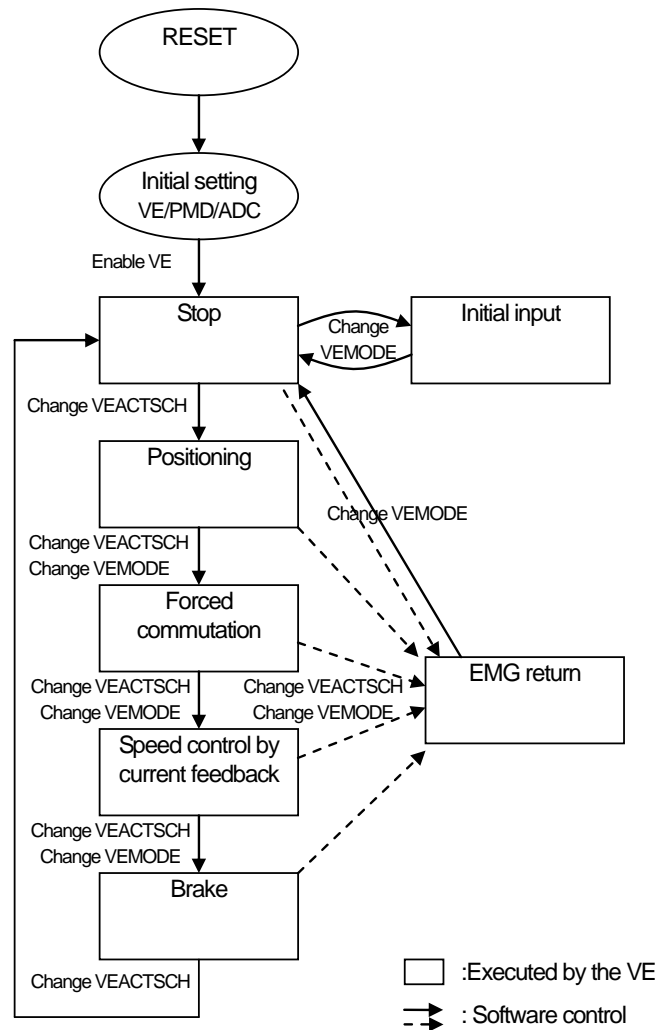 RESET
Initial setting
VE/PMD/ADC
Enable VE
Stop
Change
VEMODE
Initial input
Change VEACTSCH
Positioning
Change VEMODE
Change VEACTSCH
Change VEMODE
Forced
commutation
EMG return
Change VEACTSCH
Change VEMODE
Change VEACTSCH
Change VEMODE
Speed control by
current feedback
Change VEACTSCH
Change VEMODE
Brake
Change VEACTSCH
:Executed by the VE
: Software control